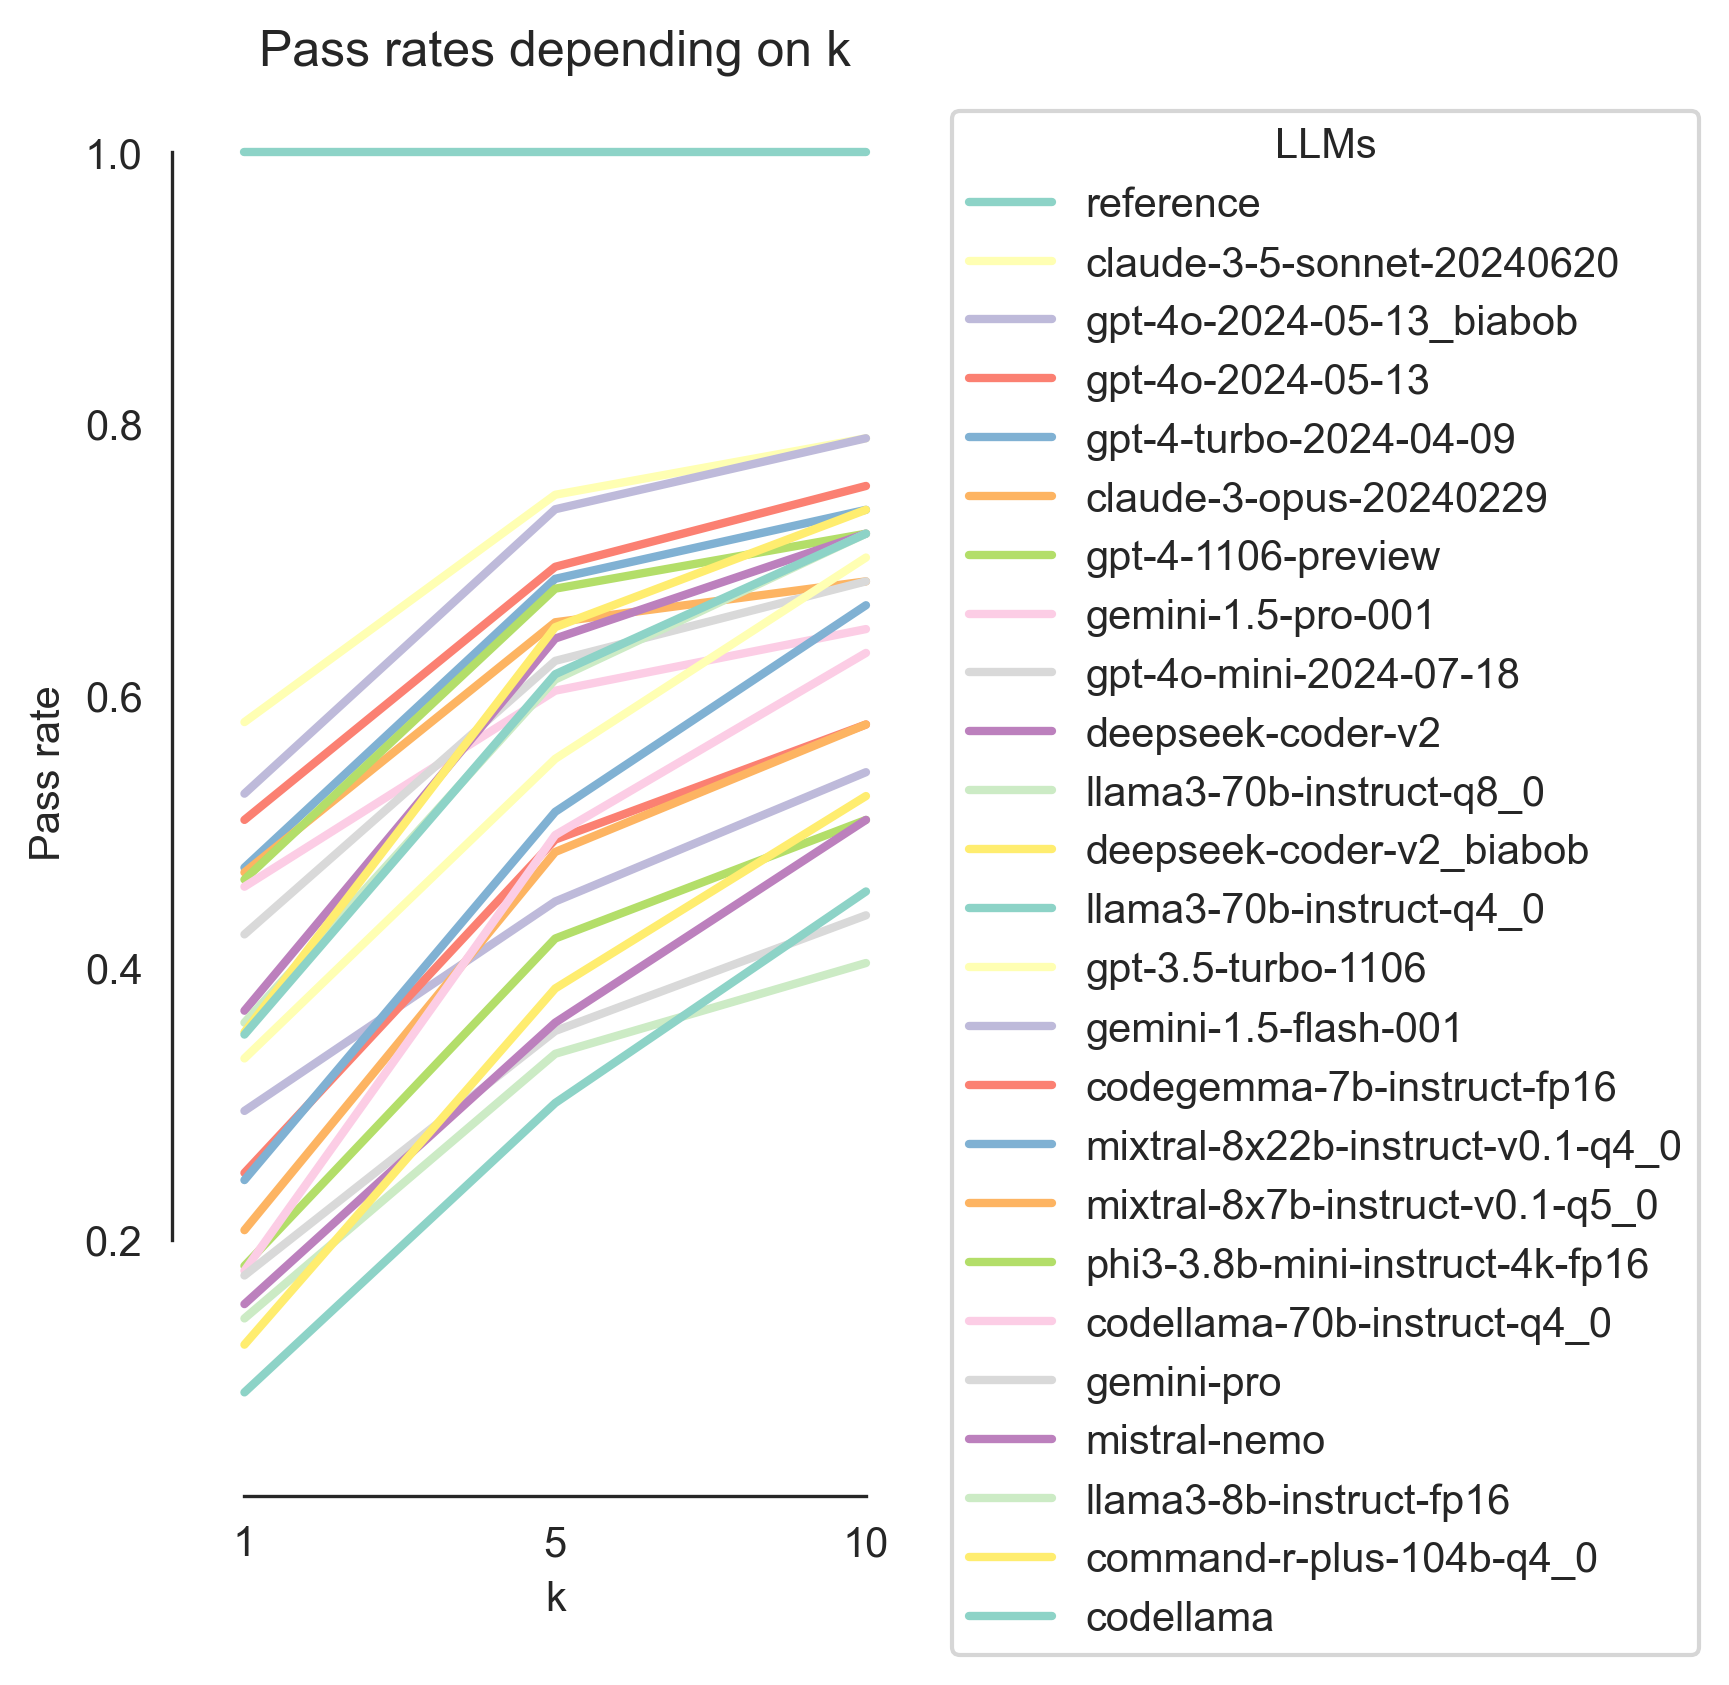 Pass rates depending on k
1.0
0.8
0.6
0.4
0.2
Pass rate
1 5 10
k
LLMs
reference
claude-3-5-sonnet-20240620
gpt-4o-2024-05-13_biabob
gpt-4o-2024-05-13
gpt-4-turbo-2024-04-09
claude-3-opus-20240229
gpt-4-1106-preview
gemini-1.5-pro-001
gpt-4o-mini-2024-07-18
deepseek-coder-v2
llama3-70b-instruct-q8_0
deepseek-coder-v2_biabob
llama3-70b-instruct-q4_0
gpt-3.5-turbo-1106
gemini-1.5-flash-001
codegemma-7b-instruct-fp16
mixtral-8x22b-instruct-v0.1-q4_0
mixtral-8x7b-instruct-v0.1-q5_0
phi3-3.8b-mini-instruct-4k-fp16
codellama-70b-instruct-q4_0
gemini-pro
mistral-nemo
llama3-8b-instruct-fp16
command-r-plus-104b-q4_0
codellama